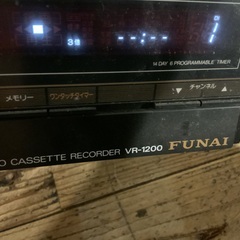 --:--
14 DAY 6 PROGRAMMABLE TIMER
メモリー ワンタッチタイマー チャンネル
▼ ▲
O CASSETTE RECORDER VR-1200 FUNAI